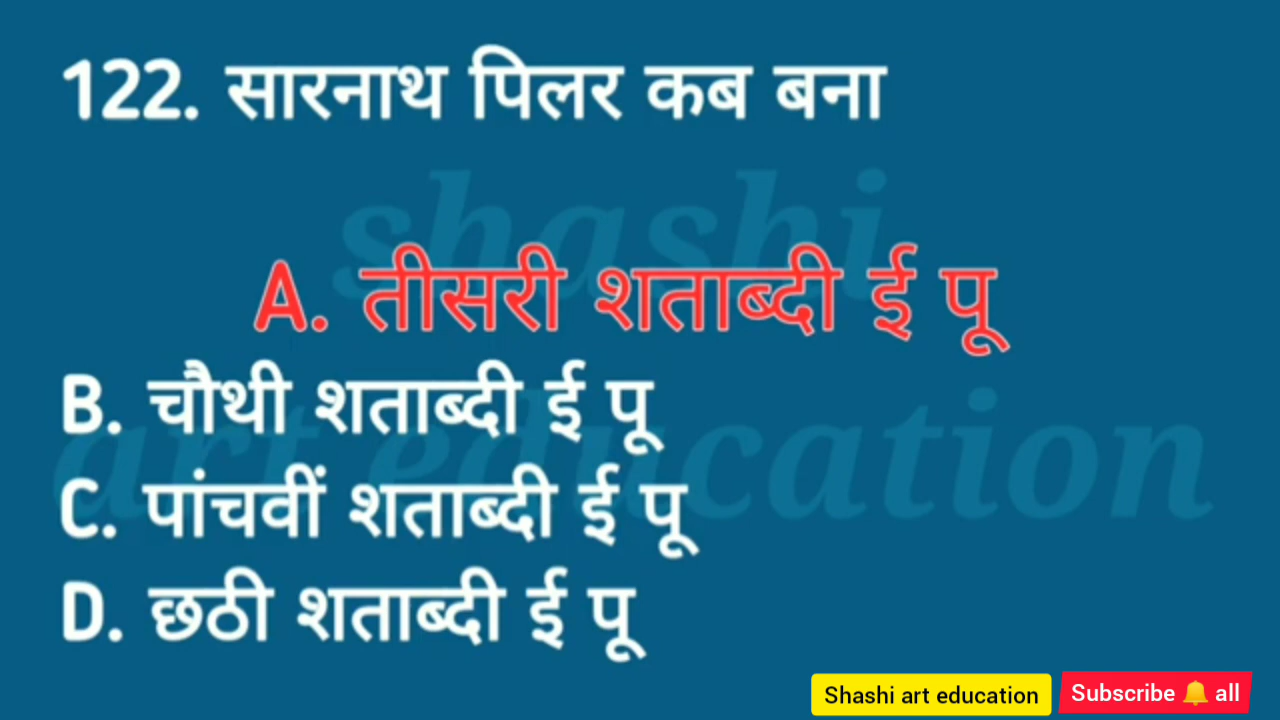 122. सारनाथ पिलर कब बना
shashi
A. तीसरी शताब्दी ई पू
B. चौथी शताब्दी ई पू
art education
C. पांचवीं शताब्दी ई पू
D. छठी शताब्दी ई पू
Shashi art education
Subscribe 🔔 all